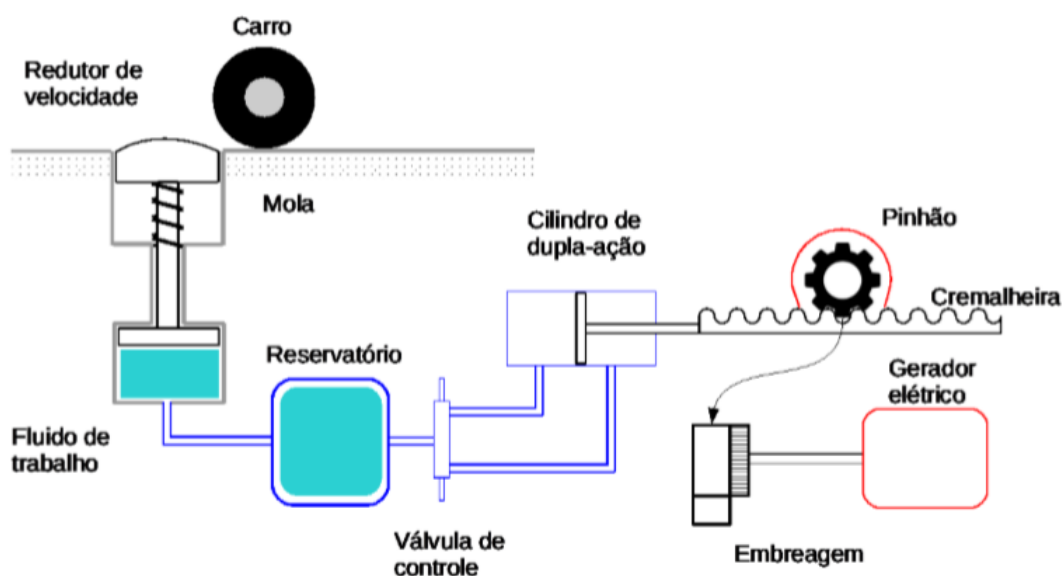 Carro
Redutor de
velocidade
Mola
Cilindro de
dupla-ação
Pinhão
Cremalheira
Reservatório
Gerador
elétrico
Fluido de
trabalho
Válvula de
controle
Embreagem